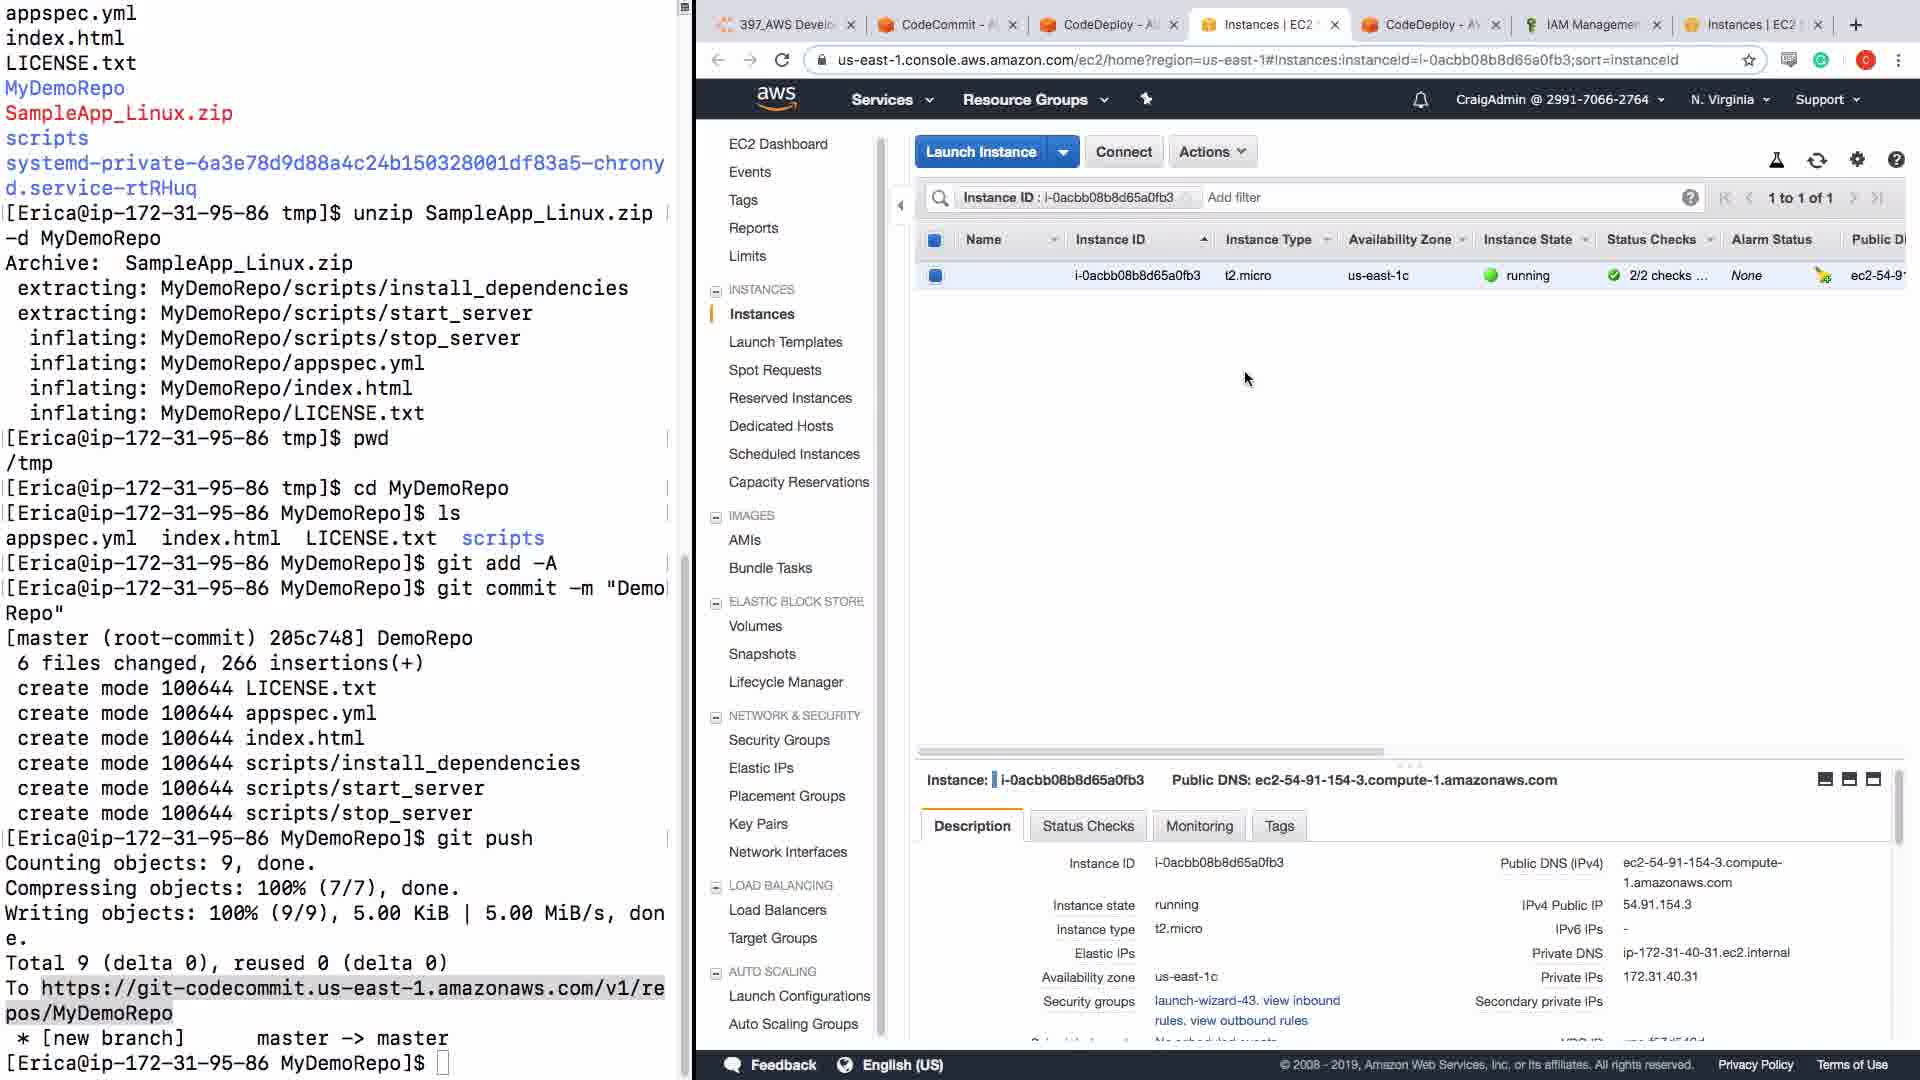 appspec.yml
index.html
LICENSE.txt
MyDemoRepo
SampleApp_Linux.zip
scripts
systemd-private-6a3e78d9d88a4c24b150328001df83a5-chrony
d.service-rtRHuq
[Erica@ip-172-31-95-86 tmp]$ unzip SampleApp_Linux.zip
-d MyDemoRepo
Archive:  SampleApp_Linux.zip
 extracting: MyDemoRepo/scripts/install_dependencies
 extracting: MyDemoRepo/scripts/start_server
  inflating: MyDemoRepo/scripts/stop_server
  inflating: MyDemoRepo/appspec.yml
  inflating: MyDemoRepo/index.html
  inflating: MyDemoRepo/LICENSE.txt
[Erica@ip-172-31-95-86 tmp]$ pwd
/tmp
[Erica@ip-172-31-95-86 tmp]$ cd MyDemoRepo
[Erica@ip-172-31-95-86 MyDemoRepo]$ ls
appspec.yml  index.html  LICENSE.txt  scripts
[Erica@ip-172-31-95-86 MyDemoRepo]$ git add -A
[Erica@ip-172-31-95-86 MyDemoRepo]$ git commit -m "Demo
Repo"
[master (root-commit) 205c748] DemoRepo
 6 files changed, 266 insertions(+)
 create mode 100644 LICENSE.txt
 create mode 100644 appspec.yml
 create mode 100644 index.html
 create mode 100644 scripts/install_dependencies
 create mode 100644 scripts/start_server
 create mode 100644 scripts/stop_server
[Erica@ip-172-31-95-86 MyDemoRepo]$ git push
Counting objects: 9, done.
Compressing objects: 100% (7/7), done.
Writing objects: 100% (9/9), 5.00 KiB | 5.00 MiB/s, don
e.
Total 9 (delta 0), reused 0 (delta 0)
To https://git-codecommit.us-east-1.amazonaws.com/v1/re
pos/MyDemoRepo
 * [new branch]      master -> master
[Erica@ip-172-31-95-86 MyDemoRepo]$
397_AWS Develo
CodeCommit - A
CodeDeploy - A
Instances | EC2
CodeDeploy - A
IAM Managemen
Instances | EC2
us-east-1.console.aws.amazon.com/ec2/home?region=us-east-1#Instances:instanceId=i-0acbb08b8d65a0fb3;sort=instanceId
C
aws
Services
Resource Groups
CraigAdmin @ 2991-7066-2764
N. Virginia
Support
EC2 Dashboard
Events
Tags
Reports
Limits
INSTANCES
Instances
Launch Templates
Spot Requests
Reserved Instances
Dedicated Hosts
Scheduled Instances
Capacity Reservations
IMAGES
AMIs
Bundle Tasks
ELASTIC BLOCK STORE
Volumes
Snapshots
Lifecycle Manager
NETWORK & SECURITY
Security Groups
Elastic IPs
Placement Groups
Key Pairs
Network Interfaces
LOAD BALANCING
Load Balancers
Target Groups
AUTO SCALING
Launch Configurations
Auto Scaling Groups
Launch Instance
Connect
Actions
Instance ID : i-0acbb08b8d65a0fb3
Add filter
1 to 1 of 1
Name Instance ID Instance Type Availability Zone Instance State Status Checks Alarm Status Public D
i-0acbb08b8d65a0fb3 t2.micro us-east-1c running 2/2 checks ... None ec2-54-9
Instance: i-0acbb08b8d65a0fb3 Public DNS: ec2-54-91-154-3.compute-1.amazonaws.com
Description Status Checks Monitoring Tags
Instance ID i-0acbb08b8d65a0fb3
Instance state running
Instance type t2.micro
Elastic IPs
Availability zone us-east-1c
Security groups launch-wizard-43. view inbound
rules. view outbound rules
Public DNS (IPv4) ec2-54-91-154-3.compute-
1.amazonaws.com
IPv4 Public IP 54.91.154.3
IPv6 IPs -
Private DNS ip-172-31-40-31.ec2.internal
Private IPs 172.31.40.31
Secondary private IPs
Feedback English (US)
© 2008 - 2019, Amazon Web Services, Inc. or its affiliates. All rights reserved. Privacy Policy Terms of Use